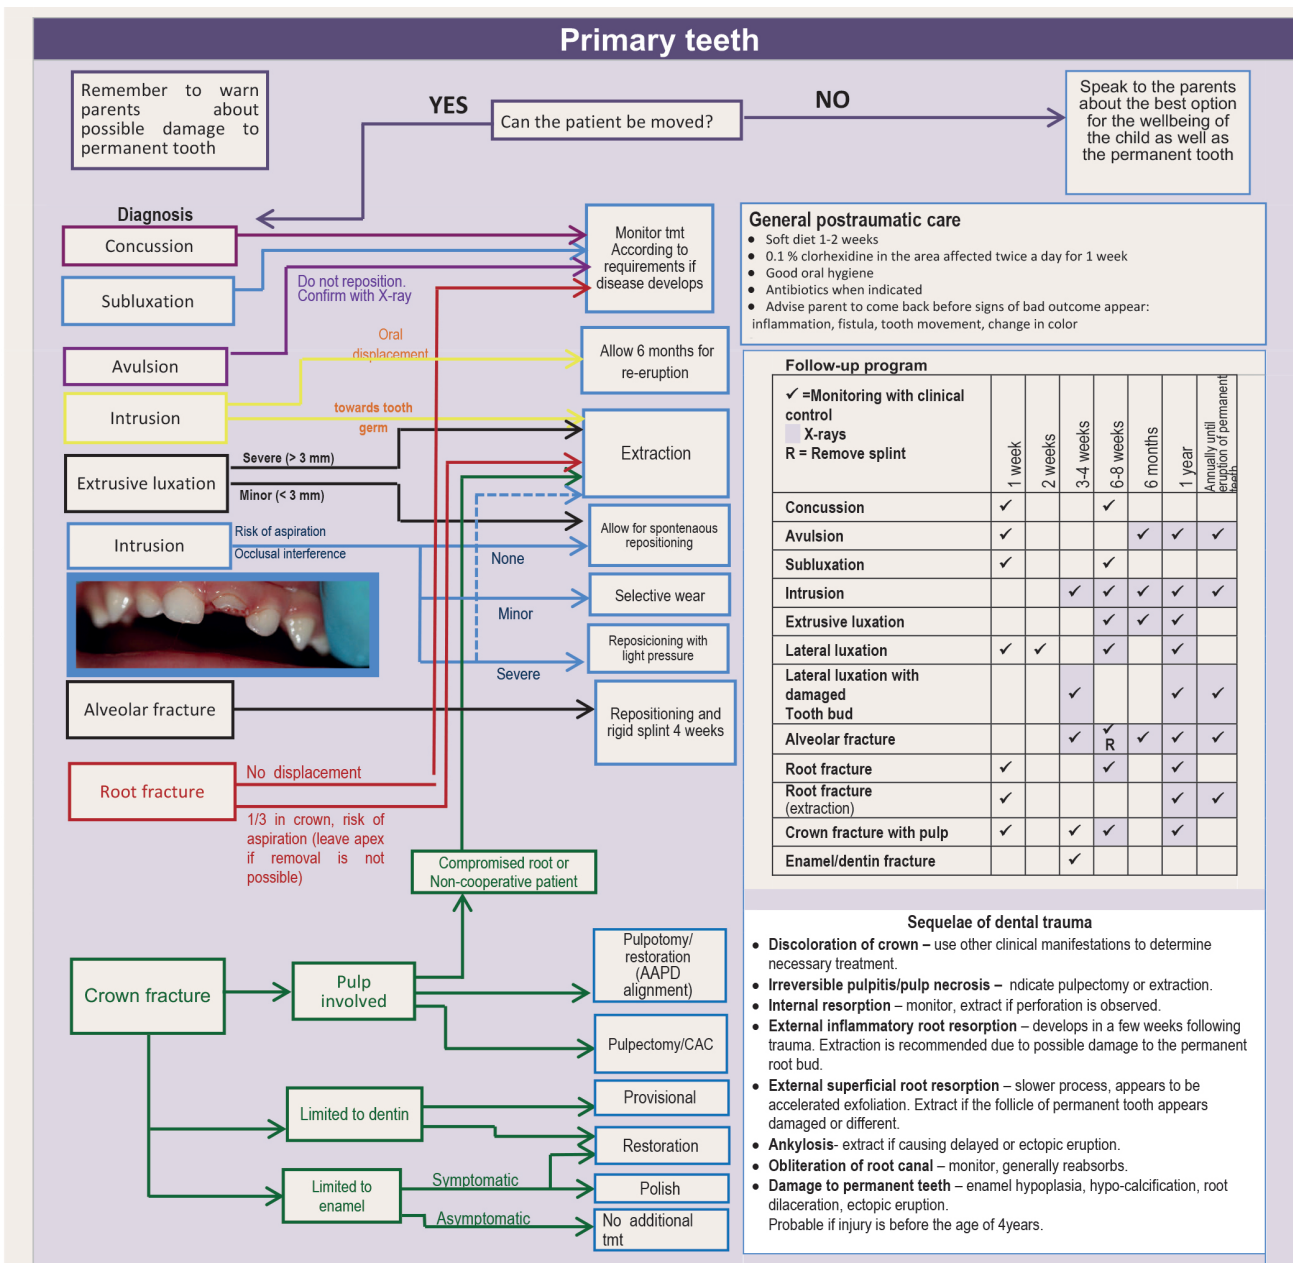 Primary teeth
Remember to warn
parents about
possible damage to
permanent tooth
YES
Can the patient be moved?
NO
Speak to the parents
about the best option
for the wellbeing of
the child as well as
the permanent tooth
Diagnosis
Concussion
Subluxation
Avulsion
Intrusion
Extrusive luxation
Intrusion
Alveolar fracture
Root fracture
Do not reposition.
Confirm with X-ray
Oral
displacement
towards tooth
germ
Severe (> 3 mm)
Minor (< 3 mm)
Risk of aspiration
Occlusal interference
None
Minor
Severe
No displacement
1/3 in crown, risk of
aspiration (leave apex
if removal is not
possible)
Monitor tmt
According to
requirements if
disease develops
Allow 6 months for
re-eruption
Extraction
Allow for spontenaous
repositioning
Selective wear
Reposicioning with
light pressure
Repositioning and
rigid splint 4 weeks
Compromised root or
Non-cooperative patient
Crown fracture
Pulp
involved
Pulpotomy/
restoration
(AAPD
alignment)
Pulpectomy/CAC
Limited to dentin
Provisional
Restoration
Limited to
enamel
Symptomatic
Polish
Asymptomatic
No additional
tmt
General postraumatic care
● Soft diet 1-2 weeks
● 0.1 % clorhexidine in the area affected twice a day for 1 week
● Good oral hygiene
● Antibiotics when indicated
● Advise parent to come back before signs of bad outcome appear:
inflammation, fistula, tooth movement, change in color
Follow-up program
✓ =Monitoring with clinical
control
X-rays
R = Remove splint
1 week
2 weeks
3-4 weeks
6-8 weeks
6 months
1 year
Annually until
eruption of permanent
teeth
Concussion ✓ ✓
Avulsion ✓ ✓ ✓ ✓
Subluxation ✓ ✓
Intrusion ✓ ✓ ✓ ✓ ✓
Extrusive luxation ✓ ✓ ✓
Lateral luxation ✓ ✓ ✓ ✓
Lateral luxation with
damaged
Tooth bud ✓ ✓ ✓
Alveolar fracture ✓ ✓ R ✓ ✓ ✓
Root fracture ✓ ✓ ✓
Root fracture
(extraction) ✓ ✓ ✓
Crown fracture with pulp ✓ ✓ ✓ ✓
Enamel/dentin fracture ✓
Sequelae of dental trauma
● Discoloration of crown – use other clinical manifestations to determine
necessary treatment.
● Irreversible pulpitis/pulp necrosis – ndicate pulpectomy or extraction.
● Internal resorption – monitor, extract if perforation is observed.
● External inflammatory root resorption – develops in a few weeks following
trauma. Extraction is recommended due to possible damage to the permanent
root bud.
● External superficial root resorption – slower process, appears to be
accelerated exfoliation. Extract if the follicle of permanent tooth appears
damaged or different.
● Ankylosis- extract if causing delayed or ectopic eruption.
● Obliteration of root canal – monitor, generally reabsorbs.
● Damage to permanent teeth – enamel hypoplasia, hypo-calcification, root
dilaceration, ectopic eruption.
Probable if injury is before the age of 4years.